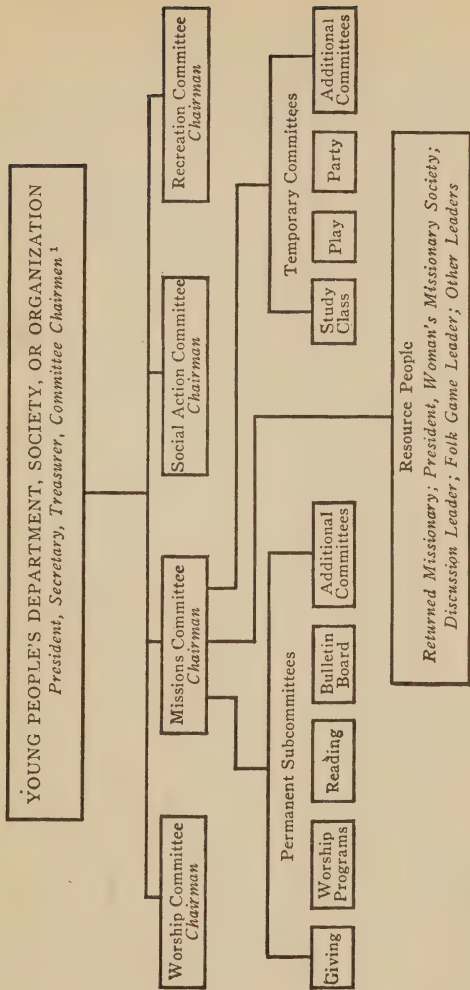 YOUNG PEOPLE'S DEPARTMENT, SOCIETY, OR ORGANIZATION
President, Secretary, Treasurer, Committee Chairmen ¹
Worship Committee
Chairman
Missions Committee
Chairman
Social Action Committee
Chairman
Recreation Committee
Chairman
Permanent Subcommittees
Giving
Worship
Programs
Reading
Bulletin
Board
Additional
Committees
Temporary Committees
Study
Class
Play
Party
Additional
Committees
Resource People
Returned Missionary; President, Woman's Missionary Society;
Discussion Leader; Folk Game Leader; Other Leaders